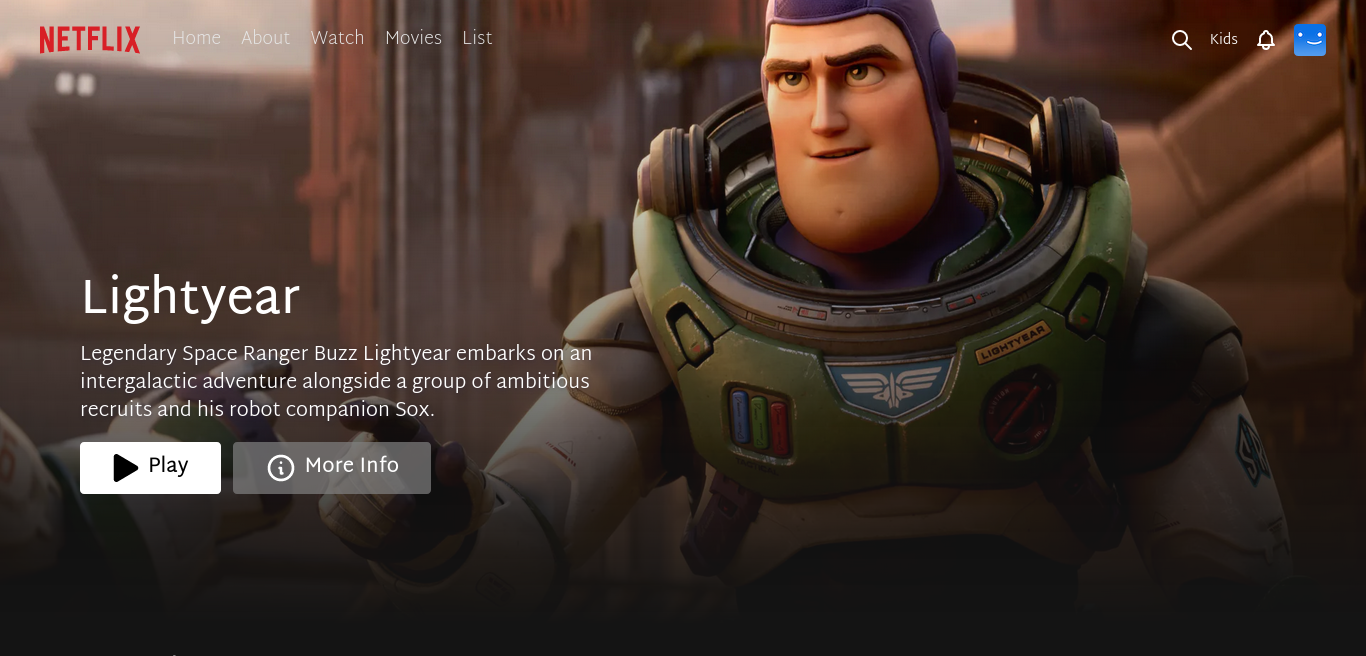 NETFLIX
Home About Watch Movies List
Kids
Lightyear
Legendary Space Ranger Buzz Lightyear embarks on an
intergalactic adventure alongside a group of ambitious
recruits and his robot companion Sox.
Play
More Info
LIGHTYEAR